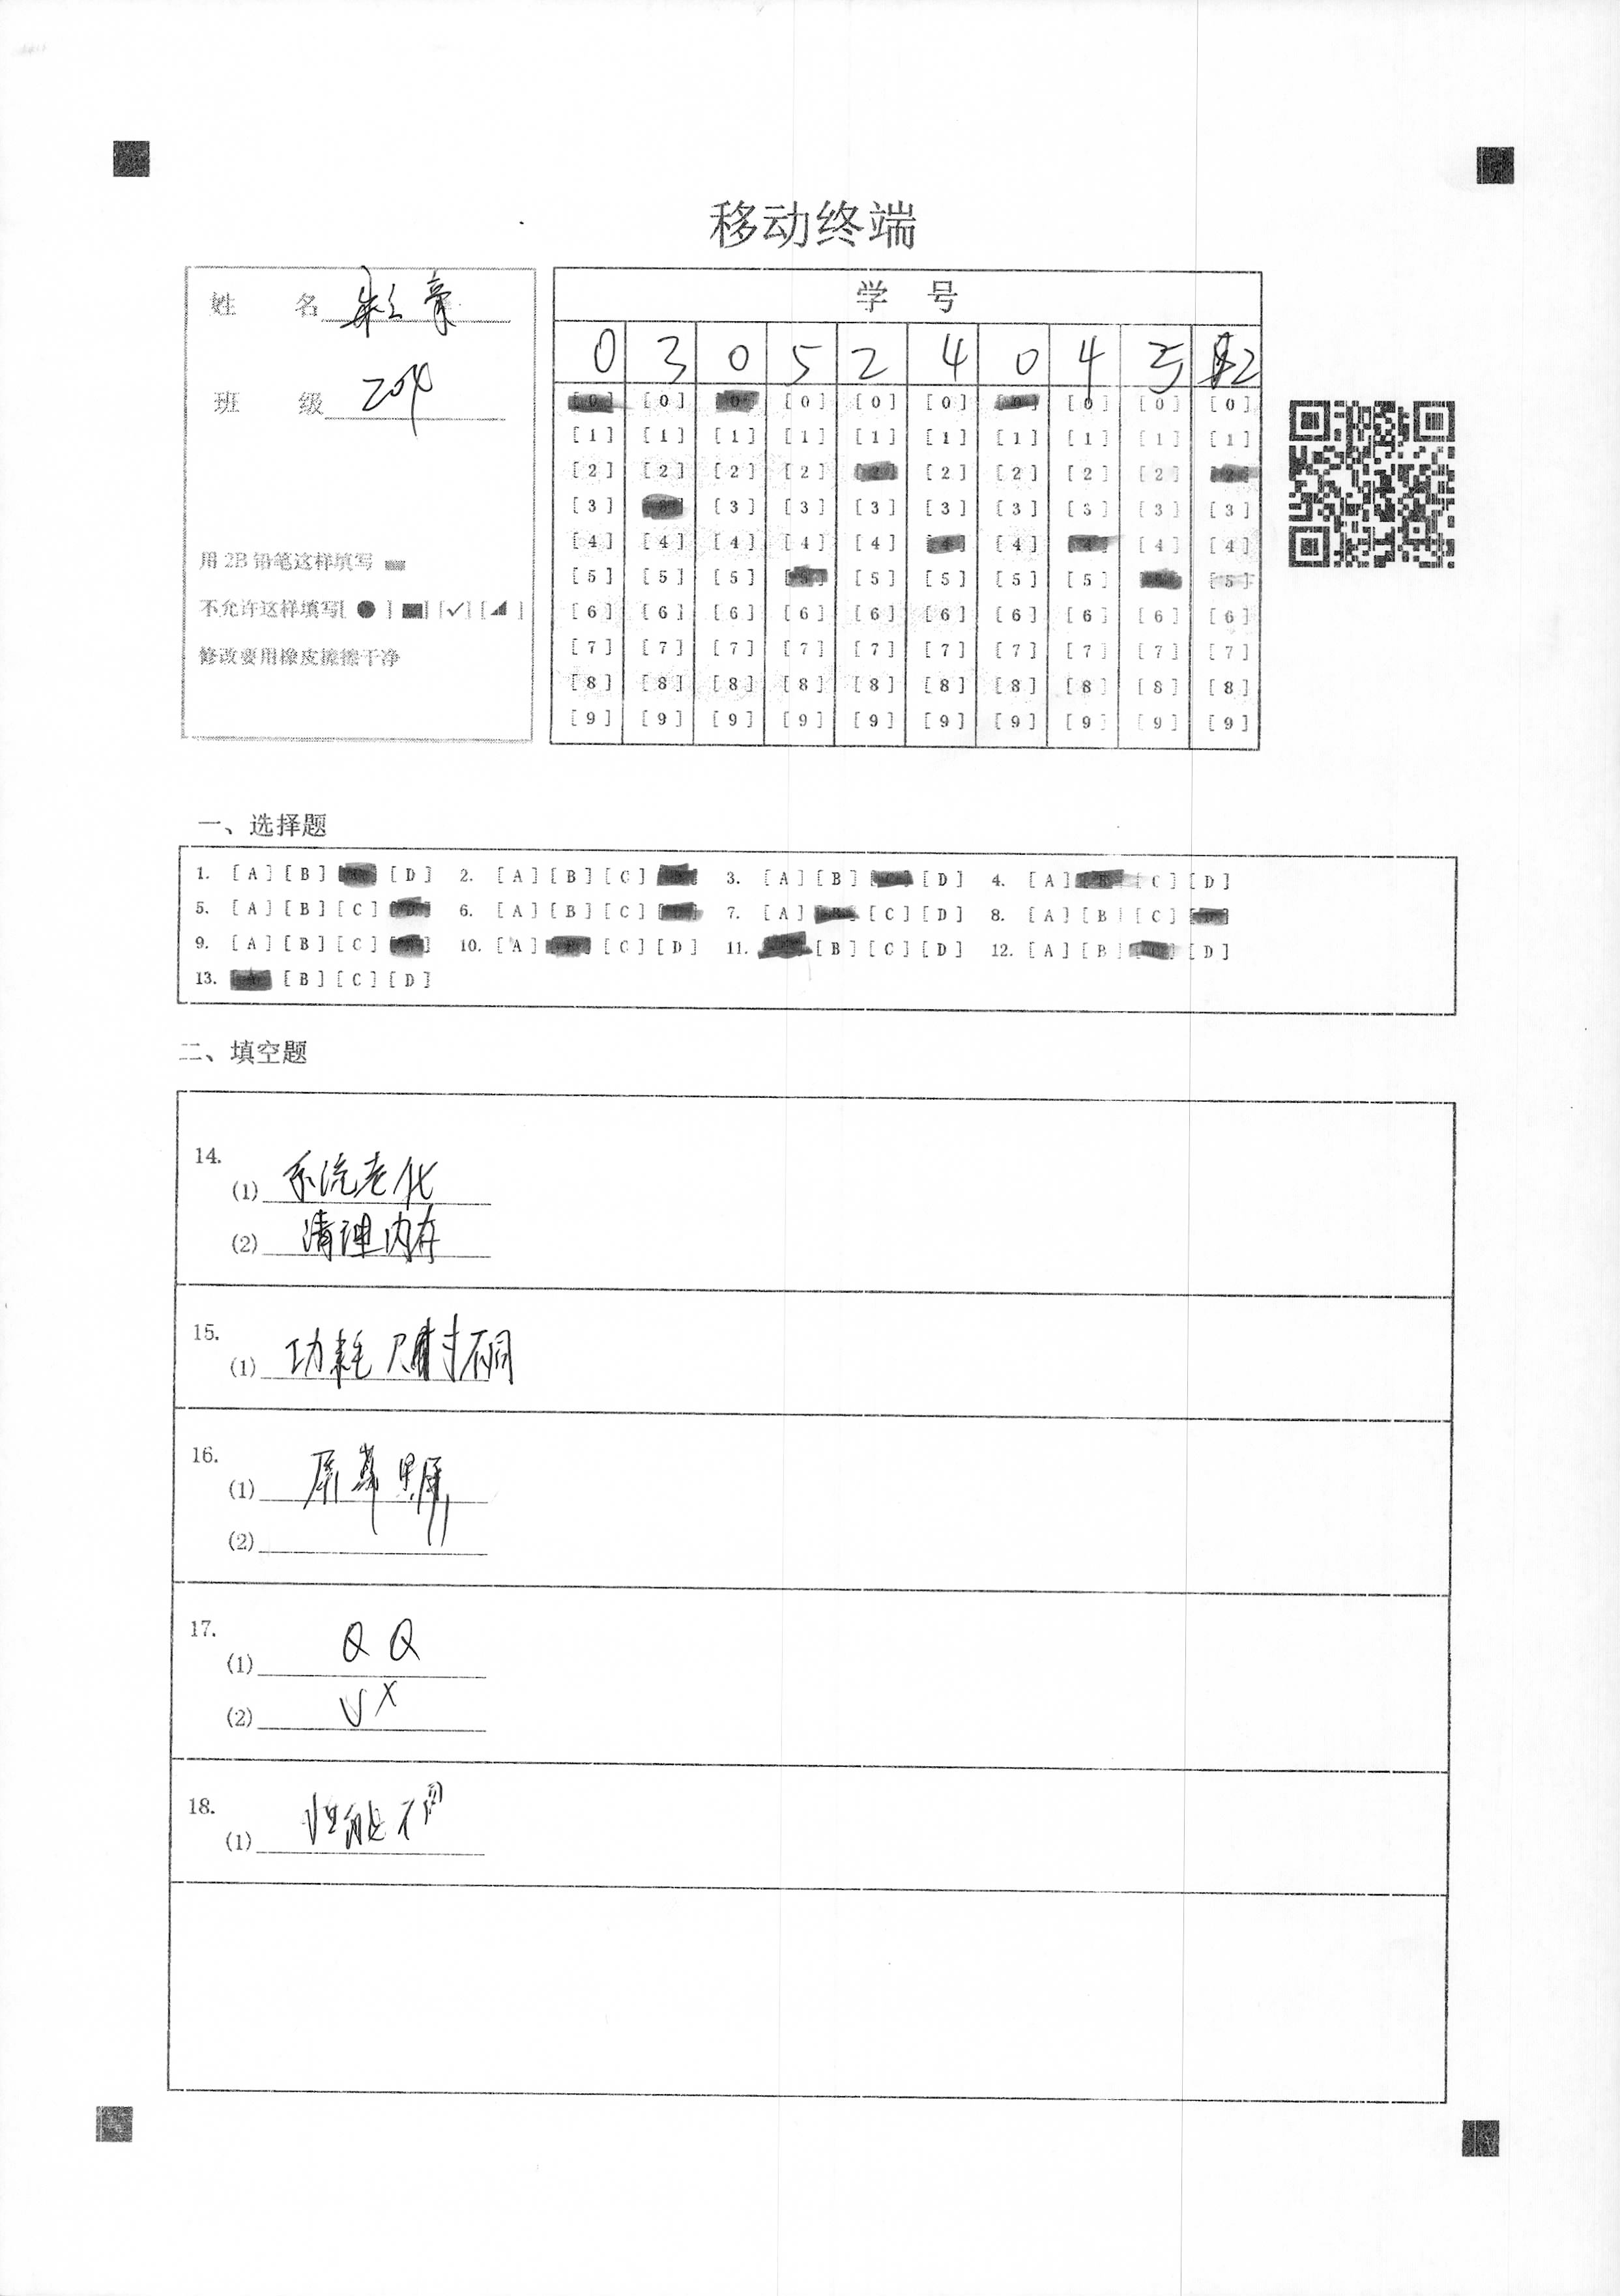 移动终端
姓 名
班 级 204
用2B铅笔这样填写
不允许这样填写[ ● ] [■] [✓] [◢ ]
修改要用橡皮擦擦干净
学 号
0 3 0 5 2 4 0 4 5 2
[0] [0] [0] [0] [0] [0] [0] [0] [0] [0]
[1] [1] [1] [1] [1] [1] [1] [1] [1] [1]
[2] [2] [2] [2] [2] [2] [2] [2] [2] [2]
[3] [3] [3] [3] [3] [3] [3] [3] [3] [3]
[4] [4] [4] [4] [4] [4] [4] [4] [4] [4]
[5] [5] [5] [5] [5] [5] [5] [5] [5] [5]
[6] [6] [6] [6] [6] [6] [6] [6] [6] [6]
[7] [7] [7] [7] [7] [7] [7] [7] [7] [7]
[8] [8] [8] [8] [8] [8] [8] [8] [8] [8]
[9] [9] [9] [9] [9] [9] [9] [9] [9] [9]
一、选择题
1. [A] [B] [D] 2. [A] [B] [C] 3. [A] [B] [D] 4. [A] [C] [D]
5. [A] [B] [C] 6. [A] [B] [C] 7. [A] [C] [D] 8. [A] [B] [C]
9. [A] [B] [C] 10. [A] [C] [D] 11. [B] [C] [D] 12. [A] [B] [D]
13. [B] [C] [D]
二、填空题
14.
(1) 系统老化
(2) 清理内存
15.
(1) 功耗尺寸不同
16.
(1) 屏幕黑屏
(2)
17.
(1) QQ
(2) VX
18.
(1) 性能不同